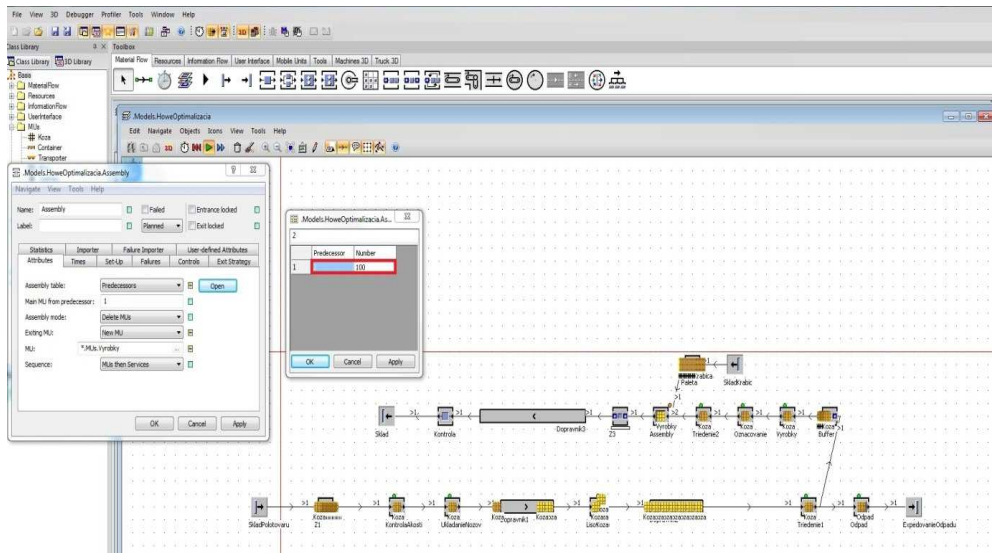 File View 3D Debugger Profiler Tools Window Help
Class Library
Toolbox
Class Library 3D Library
Material Flow Resources Information Flow User Interface Mobile Units Tools Machines 3D Truck 3D
Basis
MaterialFlow
Resources
InformationFlow
UserInterface
MUs
Koza
Container
Transporter
.Models.HoweOptimalizacia
Edit Navigate Objects Icons View Tools Help
.Models.HoweOptimalizacia.Assembly
Navigate View Tools Help
Name: Assembly Failed Entrance locked
Label: Planned Exit locked
Statistics Importer Failure Importer User-defined Attributes
Attributes Times Set-Up Failures Controls Exit Strategy
Assembly table: Predecessors Open
Main MU from predecessor: 1
Assembly mode: Delete MUs
Exiting MU: New MU
MU: *.MUs.Vyrobky ...
Sequence: MUs then Services
OK Cancel Apply
.Models.HoweOptimalizacia.As...
2
Predecessor Number
1 100
OK Cancel Apply
Paleta SkladKrabic
Sklad Kontrola Dopravnik3 Z3 Assembly Triedenie2 Oznacovanie Vyrobky Buffer
SkladPolotovaru Z1 KontrolaAkosti UkladanieNozov Dopravnik1 LisoKoza Triedenie1 Odpad ExpedovanieOdpadu